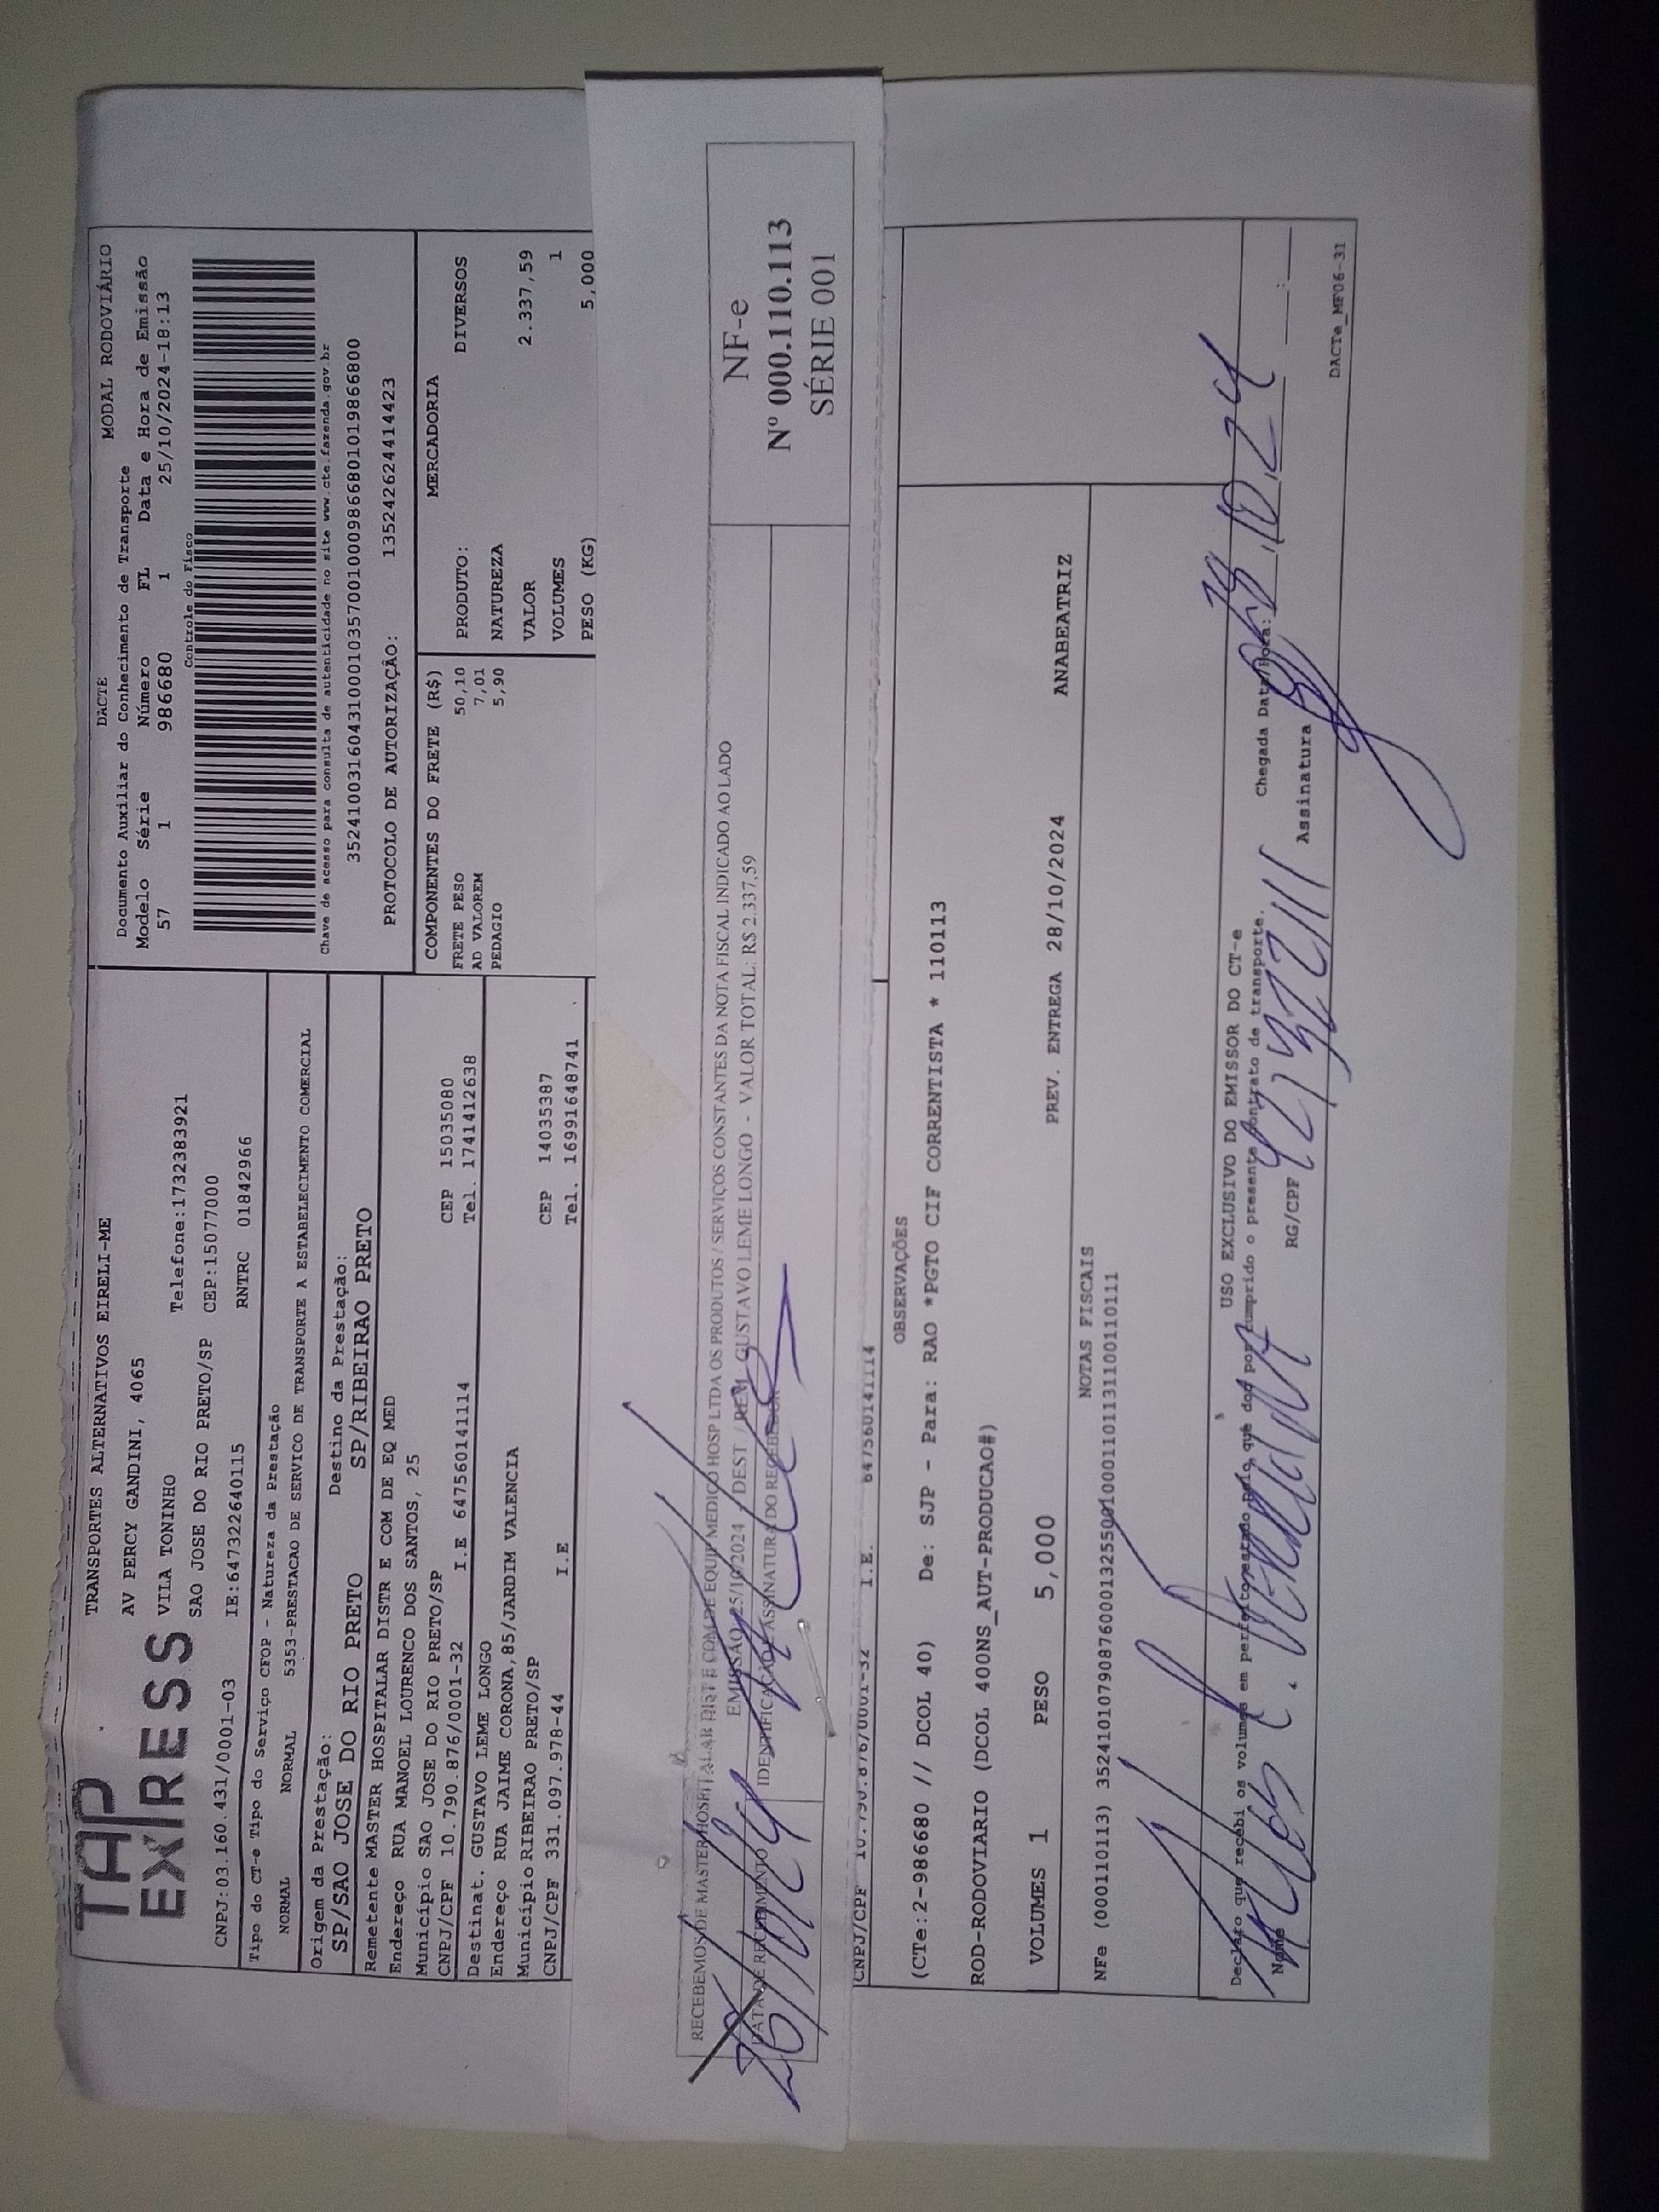 TAP
EXPRESS
TRANSPORTES ALTERNATIVOS EIRELI-ME
AV PERCY GANDINI, 4065
VILA TONINHO Telefone:1732383921
SAO JOSE DO RIO PRETO/SP CEP:15077000
CNPJ:03.160.431/0001-03 IE:647322640115 RNTRC 01842966
DACTE MODAL RODOVIÁRIO
Documento Auxiliar do Conhecimento de Transporte
Modelo Série Número FL Data e Hora de Emissão
57 1 986680 1 25/10/2024-18:13
Controle do Fisco
Chave de acesso para consulta de autenticidade no site www.cte.fazenda.gov.br
35241003160431000103570010009866801019866800
PROTOCOLO DE AUTORIZAÇÃO: 135242624414423
Tipo do CT-e Tipo do Serviço CFOP - Natureza da Prestação
NORMAL NORMAL 5353-PRESTACAO DE SERVICO DE TRANSPORTE A ESTABELECIMENTO COMERCIAL
Origem da Prestação: Destino da Prestação:
SP/SAO JOSE DO RIO PRETO SP/RIBEIRAO PRETO
Remetente MASTER HOSPITALAR DISTR E COM DE EQ MED
Endereço RUA MANOEL LOURENCO DOS SANTOS, 25
Município SAO JOSE DO RIO PRETO/SP CEP 15035080
CNPJ/CPF 10.790.876/0001-32 I.E 647560141114 Tel. 1741412638
Destinat. GUSTAVO LEME LONGO
Endereço RUA JAIME CORONA,85/JARDIM VALENCIA
Município RIBEIRAO PRETO/SP CEP 14035387
CNPJ/CPF 331.097.978-44 I.E Tel. 16991648741
COMPONENTES DO FRETE (R$)
FRETE PESO 50,10
AD VALOREM 7,01
PEDAGIO 5,90
MERCADORIA
PRODUTO: DIVERSOS
NATUREZA
VALOR 2.337,59
VOLUMES 1
PESO (KG) 5,000
RECEBEMOS DE MASTER HOSPITALAR DIST E COM DE EQUIP MEDICO HOSP LTDA OS PRODUTOS / SERVIÇOS CONSTANTES DA NOTA FISCAL INDICADO AO LADO
EMISSÃO: 25/10/2024 - DEST. / REM.: GUSTAVO LEME LONGO - VALOR TOTAL: R$ 2.337,59
DATA DE RECEBIMENTO IDENTIFICAÇÃO E ASSINATURA DO RECEBEDOR
NF-e
Nº 000.110.113
SÉRIE 001
CNPJ/CPF 10.790.876/0001-32 I.E. 647560141114
OBSERVAÇÕES
(CTe:2-986680 // DCOL 40) De: SJP - Para: RAO *PGTO CIF CORRENTISTA * 110113
ROD-RODOVIARIO (DCOL 400NS_AUT-PRODUCAO#)
VOLUMES 1 PESO 5,000 PREV. ENTREGA 28/10/2024 ANABEATRIZ
NOTAS FISCAIS
NFe (000110113) 35241010790876000132550010001101131100110111
USO EXCLUSIVO DO EMISSOR DO CT-e
Declaro que recebi os volumes em perfeito estado pelo que dou por cumprido o presente contrato de transporte. Chegada Data/Hora:
Nome RG/CPF Assinatura
DACTe_MF06-31